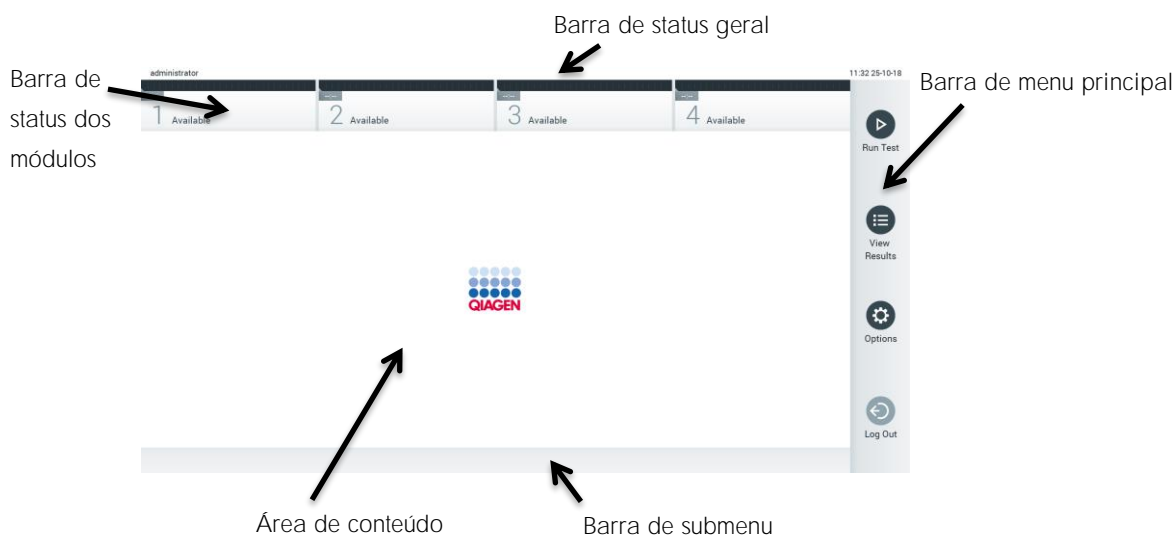 Barra de status geral
Barra de
status dos
módulos
Barra de menu principal
administrator
11:32 25-10-18
--:--
--:--
--:--
1 Available
2 Available
3 Available
4 Available
Run Test
View
Results
Options
Log Out
QIAGEN
Área de conteúdo
Barra de submenu